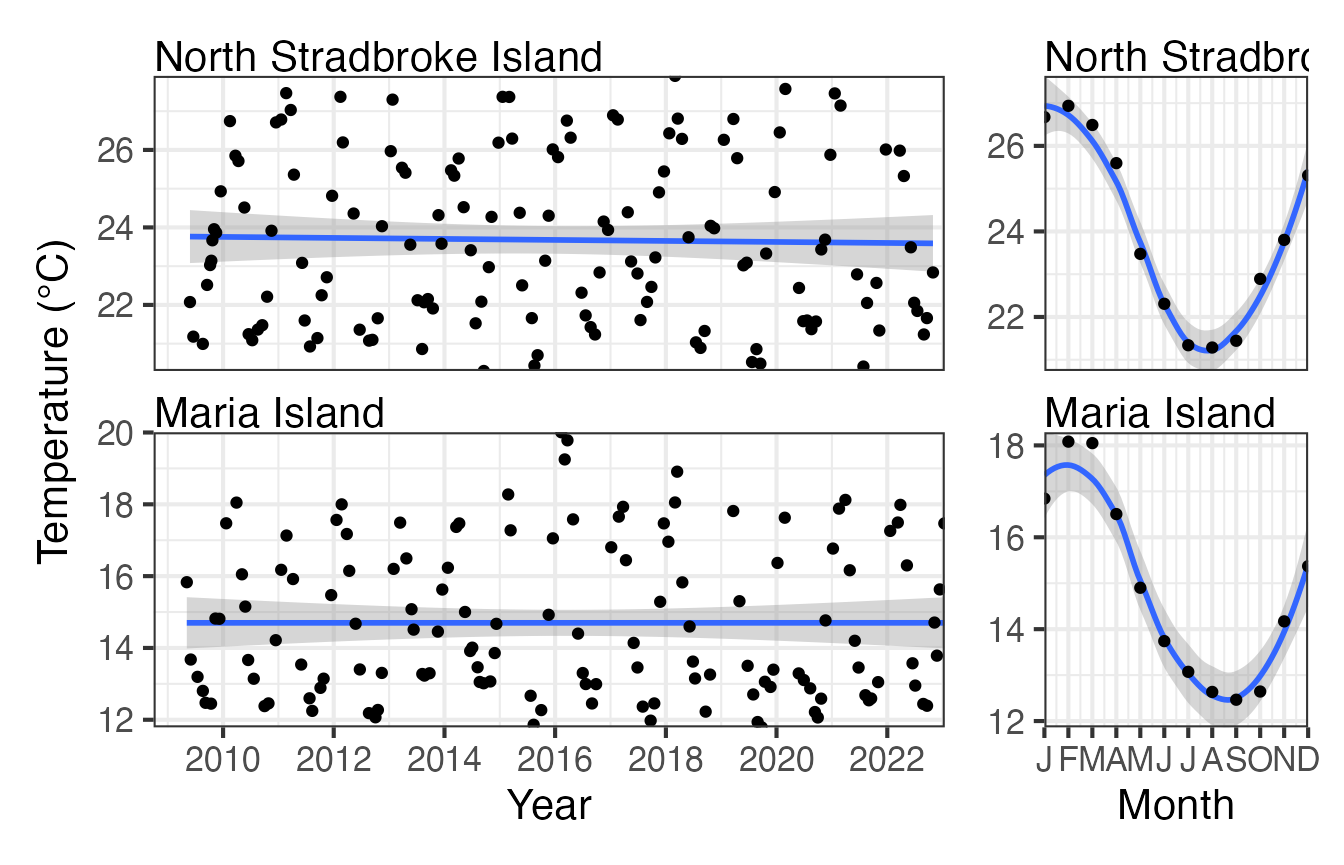 North Stradbroke Island
North Stradbr
26
24
22
26
24
22
Temperature (°C)
Maria Island
Maria Island
20
18
16
14
12
18
16
14
12
2010 2012 2014 2016 2018 2020 2022
J F M A M J J A S O N D
Year
Month